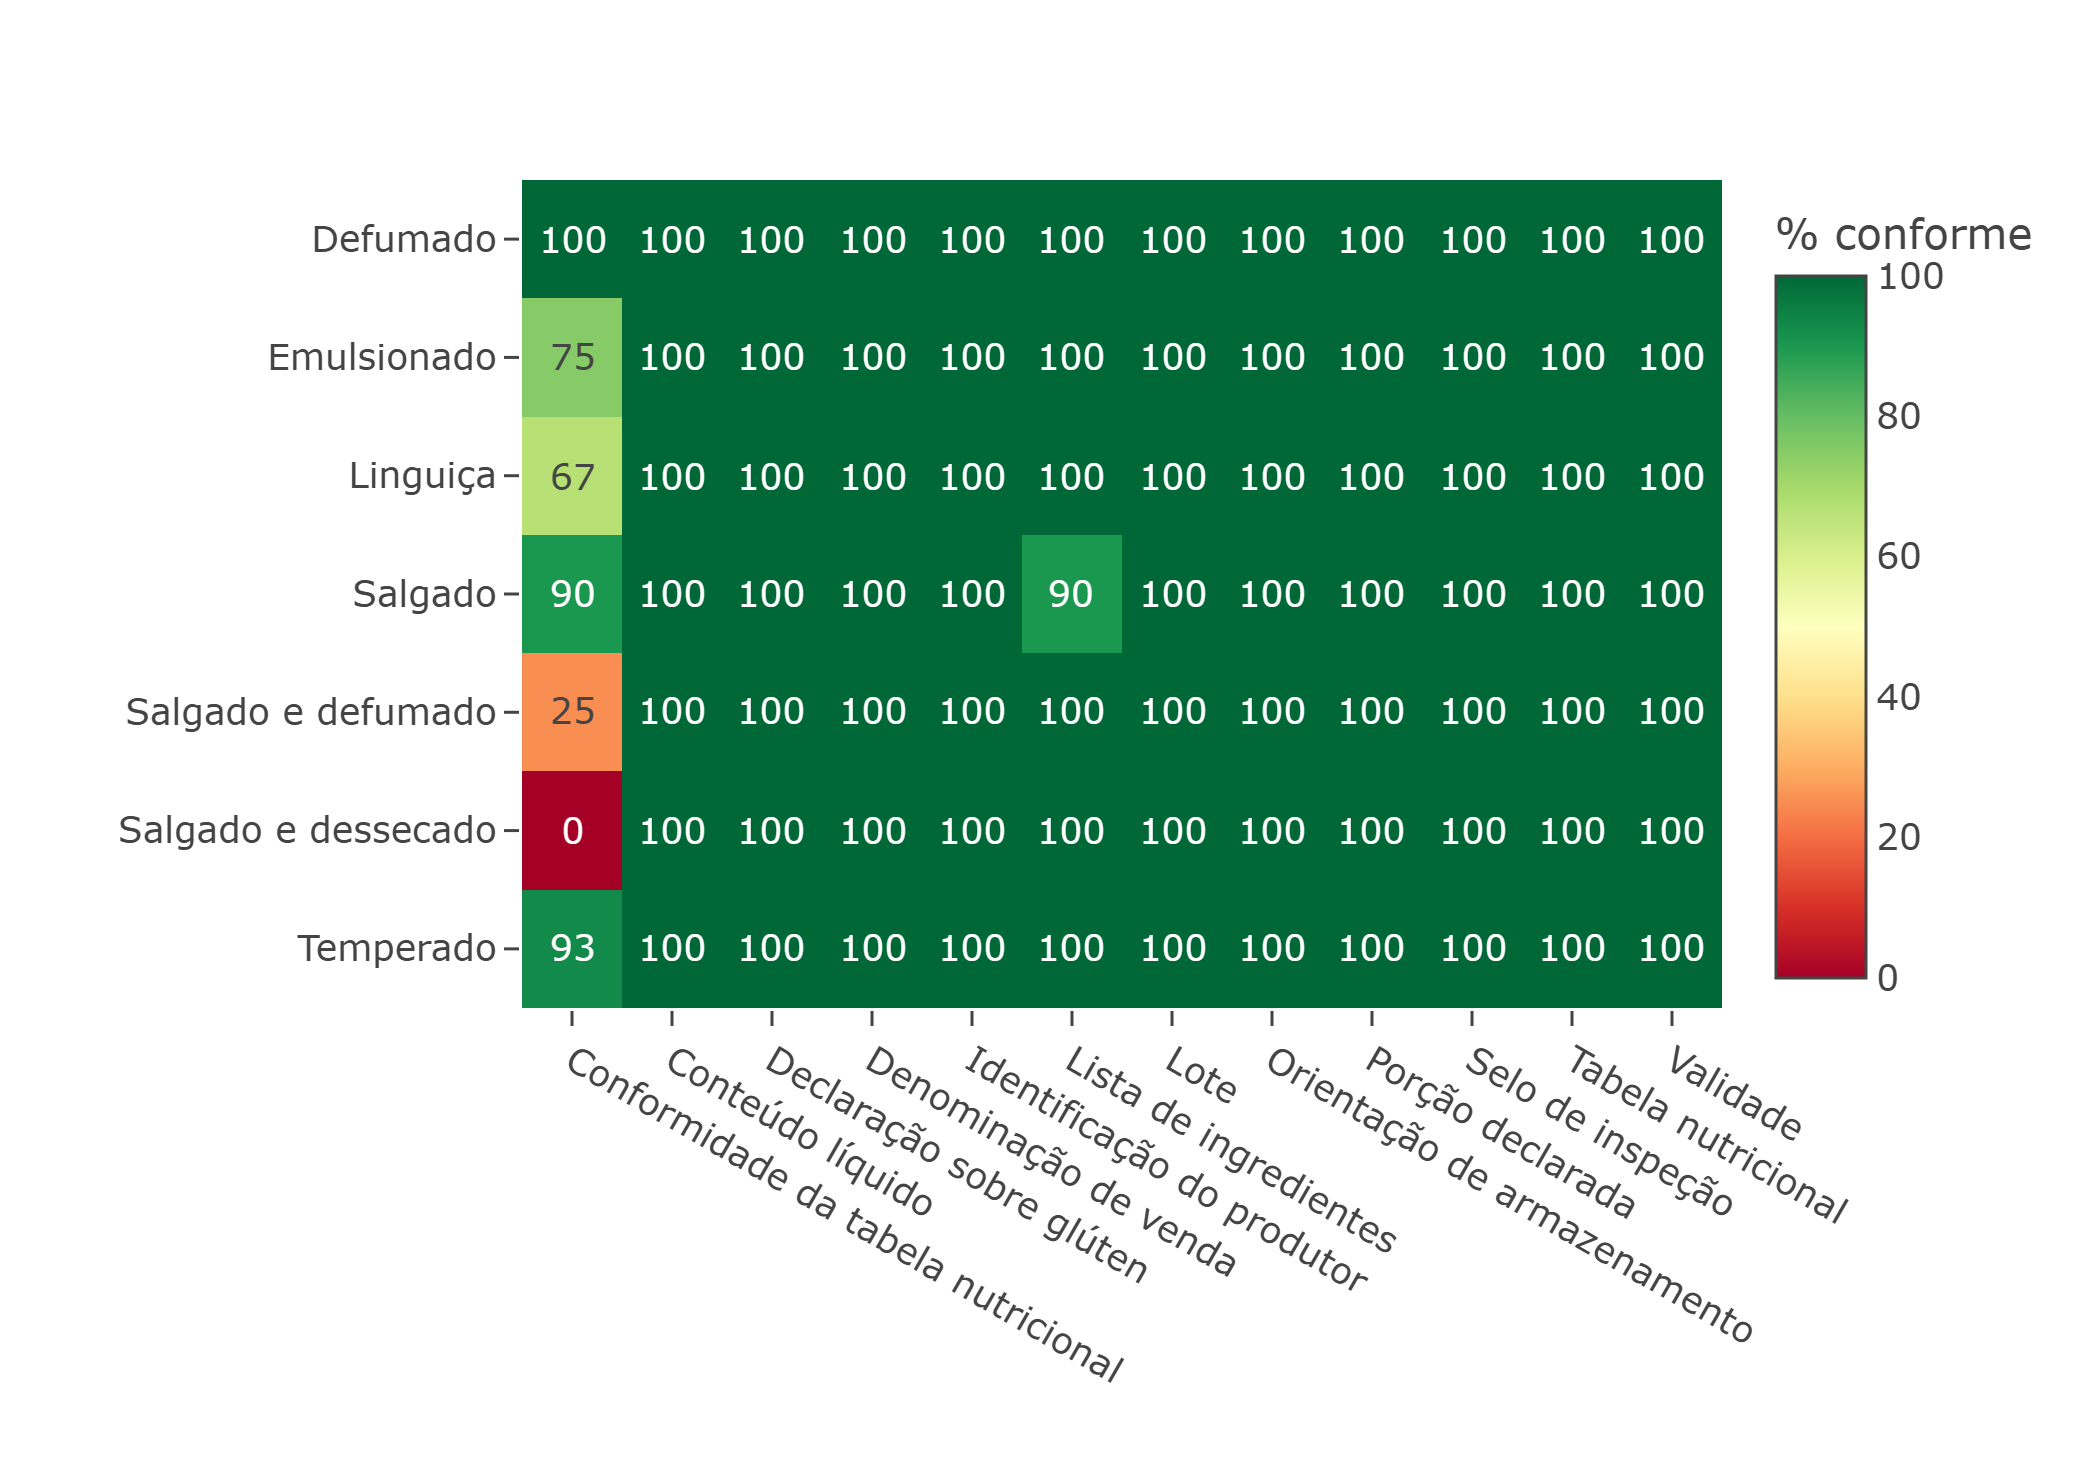 Defumado 100 100 100 100 100 100 100 100 100 100 100 100
Emulsionado 75 100 100 100 100 100 100 100 100 100 100 100
Linguiça 67 100 100 100 100 100 100 100 100 100 100 100
Salgado 90 100 100 100 100 90 100 100 100 100 100 100
Salgado e defumado 25 100 100 100 100 100 100 100 100 100 100 100
Salgado e dessecado 0 100 100 100 100 100 100 100 100 100 100 100
Temperado 93 100 100 100 100 100 100 100 100 100 100 100
Conformidade da tabela nutricional
Conteúdo líquido
Declaração sobre glúten
Denominação de venda
Identificação do produtor
Lista de ingredientes
Lote
Orientação de armazenamento
Porção declarada
Selo de inspeção
Tabela nutricional
Validade
% conforme
100
80
60
40
20
0